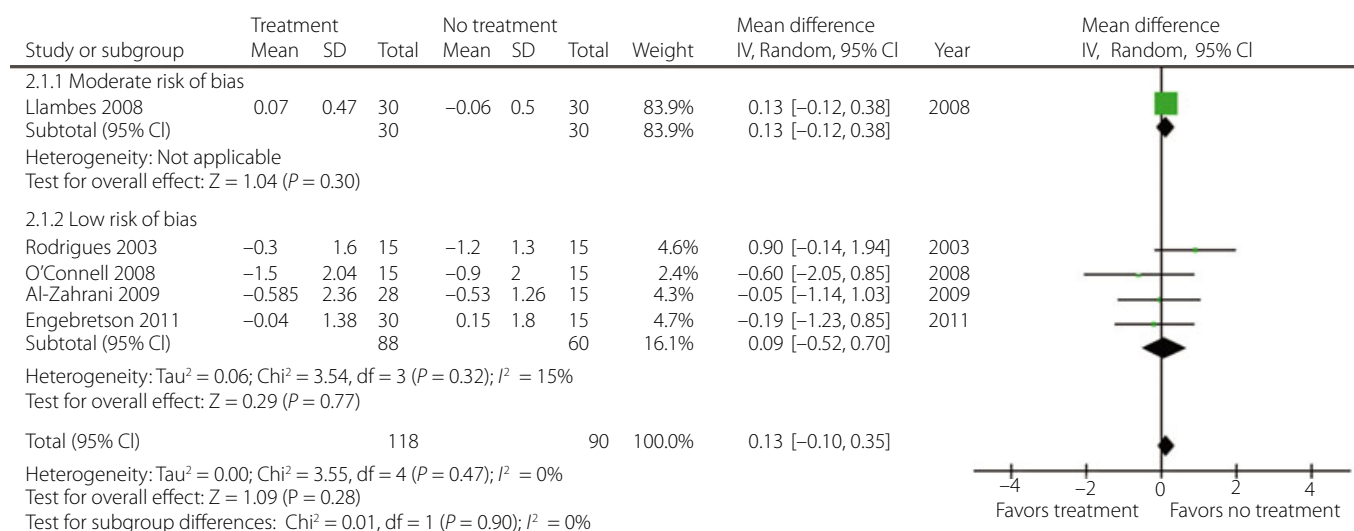 Treatment No treatment Mean difference Mean difference
Study or subgroup Mean SD Total Mean SD Total Weight IV, Random, 95% CI Year IV, Random, 95% CI
2.1.1 Moderate risk of bias
Llambes 2008 0.07 0.47 30 –0.06 0.5 30 83.9% 0.13 [–0.12, 0.38] 2008
Subtotal (95% CI) 30 30 83.9% 0.13 [–0.12, 0.38]
Heterogeneity: Not applicable
Test for overall effect: Z = 1.04 (P = 0.30)
2.1.2 Low risk of bias
Rodrigues 2003 –0.3 1.6 15 –1.2 1.3 15 4.6% 0.90 [–0.14, 1.94] 2003
O'Connell 2008 –1.5 2.04 15 –0.9 2 15 2.4% –0.60 [–2.05, 0.85] 2008
Al-Zahrani 2009 –0.585 2.36 28 –0.53 1.26 15 4.3% –0.05 [–1.14, 1.03] 2009
Engebretson 2011 –0.04 1.38 30 0.15 1.8 15 4.7% –0.19 [–1.23, 0.85] 2011
Subtotal (95% CI) 88 60 16.1% 0.09 [–0.52, 0.70]
Heterogeneity: Tau² = 0.06; Chi² = 3.54, df = 3 (P = 0.32); I² = 15%
Test for overall effect: Z = 0.29 (P = 0.77)
Total (95% CI) 118 90 100.0% 0.13 [–0.10, 0.35]
Heterogeneity: Tau² = 0.00; Chi² = 3.55, df = 4 (P = 0.47); I² = 0%
Test for overall effect: Z = 1.09 (P = 0.28)
Test for subgroup differences: Chi² = 0.01, df = 1 (P = 0.90); I² = 0%
–4 –2 0 2 4
Favors treatment Favors no treatment